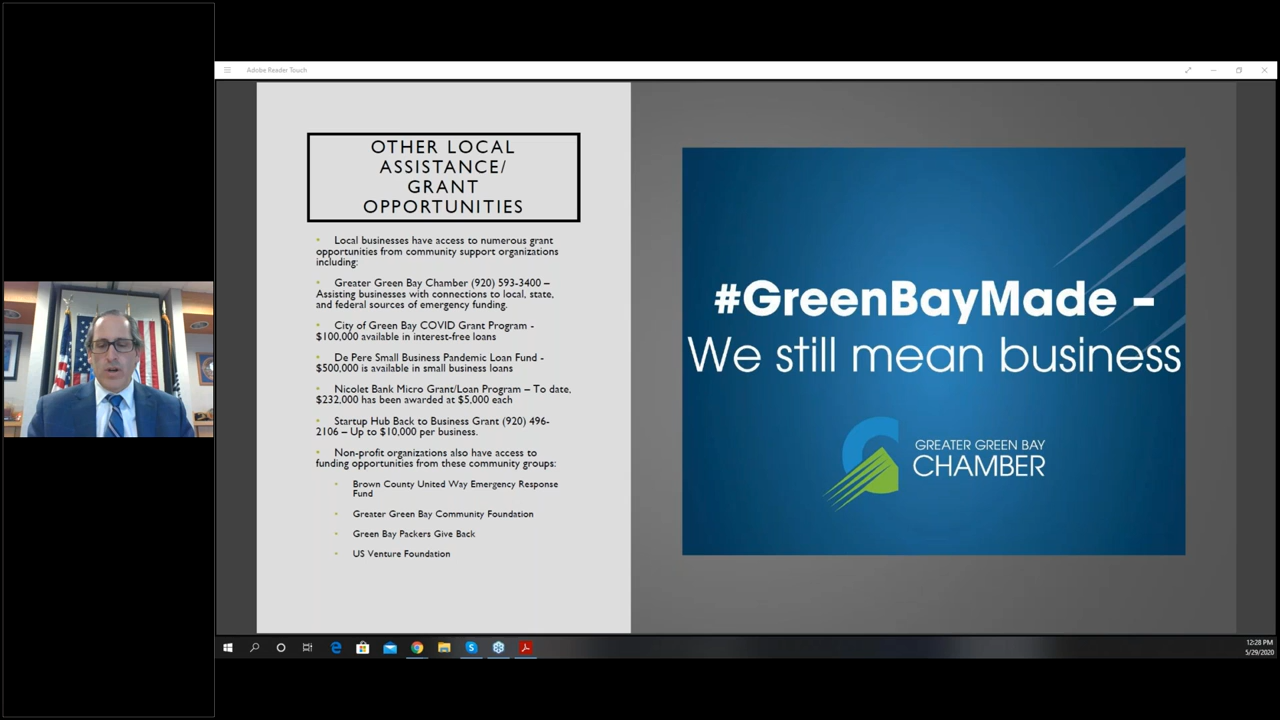 Adobe Reader Touch
OTHER LOCAL
ASSISTANCE/
GRANT
OPPORTUNITIES
• Local businesses have access to numerous grant
opportunities from community support organizations
including:
• Greater Green Bay Chamber (920) 593-3400 –
Assisting businesses with connections to local, state,
and federal sources of emergency funding.
• City of Green Bay COVID Grant Program -
$100,000 available in interest-free loans
• De Pere Small Business Pandemic Loan Fund -
$500,000 is available in small business loans
• Nicolet Bank Micro Grant/Loan Program – To date,
$232,000 has been awarded at $5,000 each
• Startup Hub Back to Business Grant (920) 496-
2106 – Up to $10,000 per business.
• Non-profit organizations also have access to
funding opportunities from these community groups:
• Brown County United Way Emergency Response
Fund
• Greater Green Bay Community Foundation
• Green Bay Packers Give Back
• US Venture Foundation
#GreenBayMade –
We still mean business
GREATER GREEN BAY
CHAMBER
12:28 PM
5/29/2020